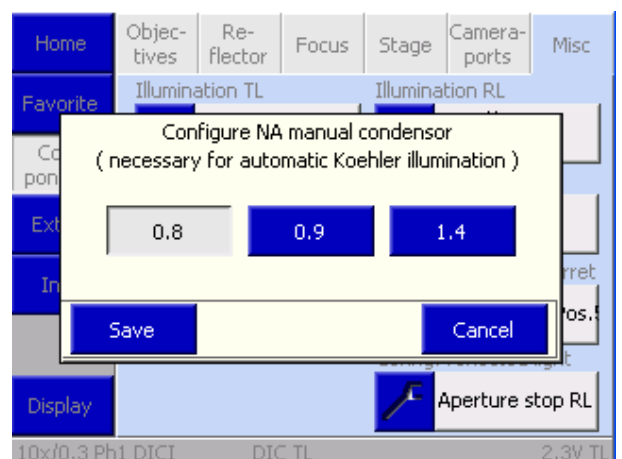 Home
Objec-
tives
Re-
flector
Focus
Stage
Camera-
ports
Misc
Favorite
Illumination TL
Illumination RL
Configure NA manual condensor
( necessary for automatic Koehler illumination )
0.8
0.9
1.4
Save
Cancel
Display
Aperture stop RL
10x/0.3 Ph1 DICI
DIC TL
2.3V TL